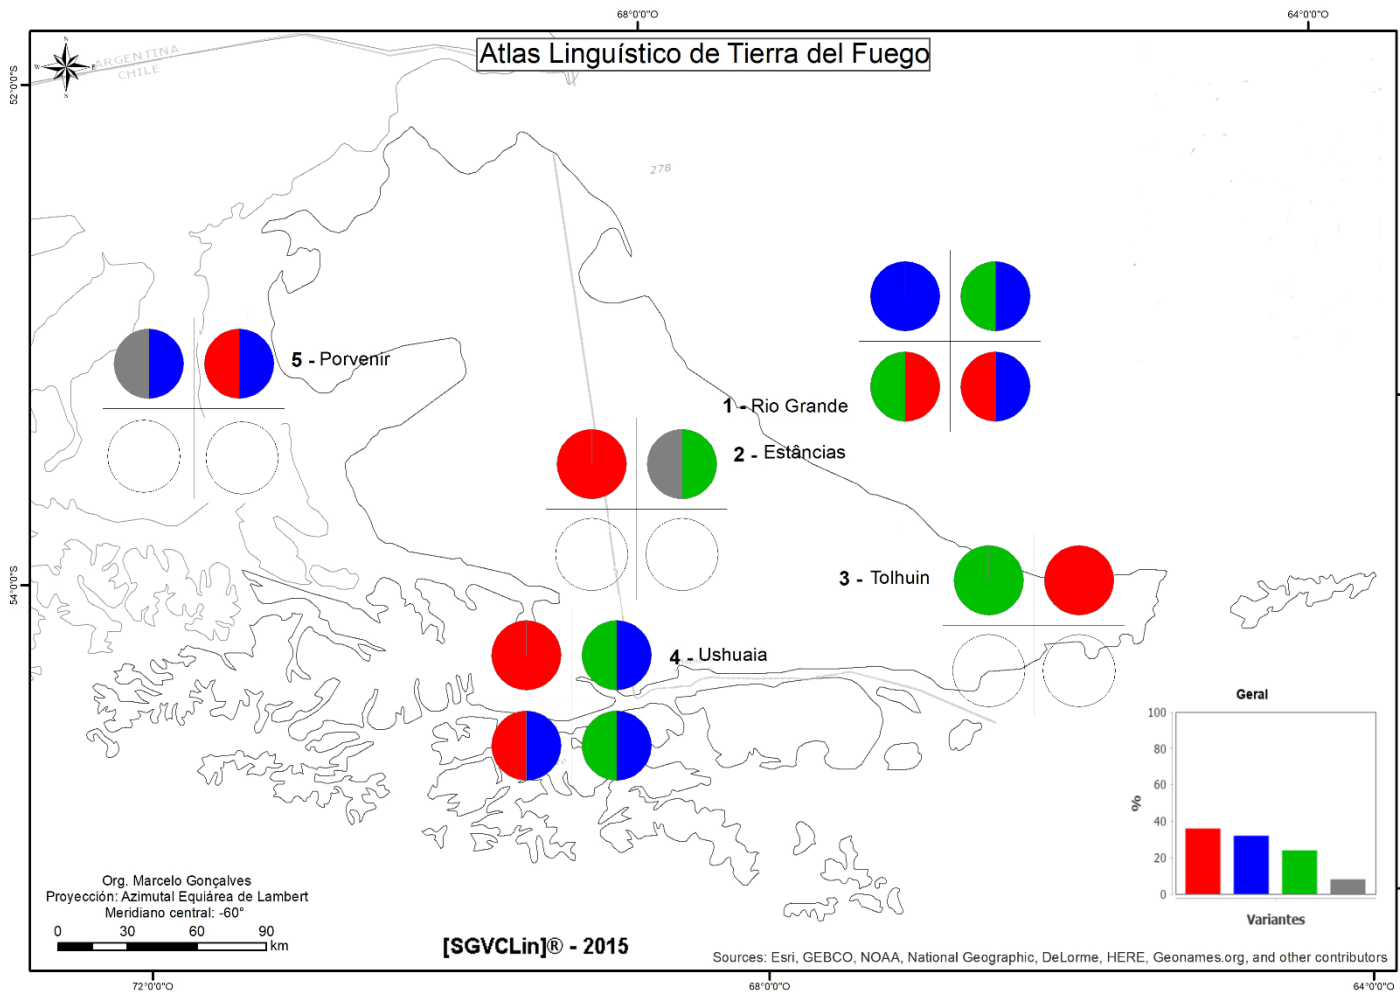 68°0'0"O
64°0'0"O
Atlas Linguístico de Tierra del Fuego
N
W
E
S
ARGENTINA
CHILE
52°0'0"S
278
5 - Porvenir
1 - Rio Grande
2 - Estâncias
3 - Tolhuin
54°0'0"S
4 - Ushuaia
Geral
100
80
60
40
20
0
%
Variantes
Org. Marcelo Gonçalves
Proyección: Azimutal Equiárea de Lambert
Meridiano central: -60°
0 30 60 90
km
[SGVCLin]® - 2015
Sources: Esri, GEBCO, NOAA, National Geographic, DeLorme, HERE, Geonames.org, and other contributors
72°0'0"O
68°0'0"O
64°0'0"O